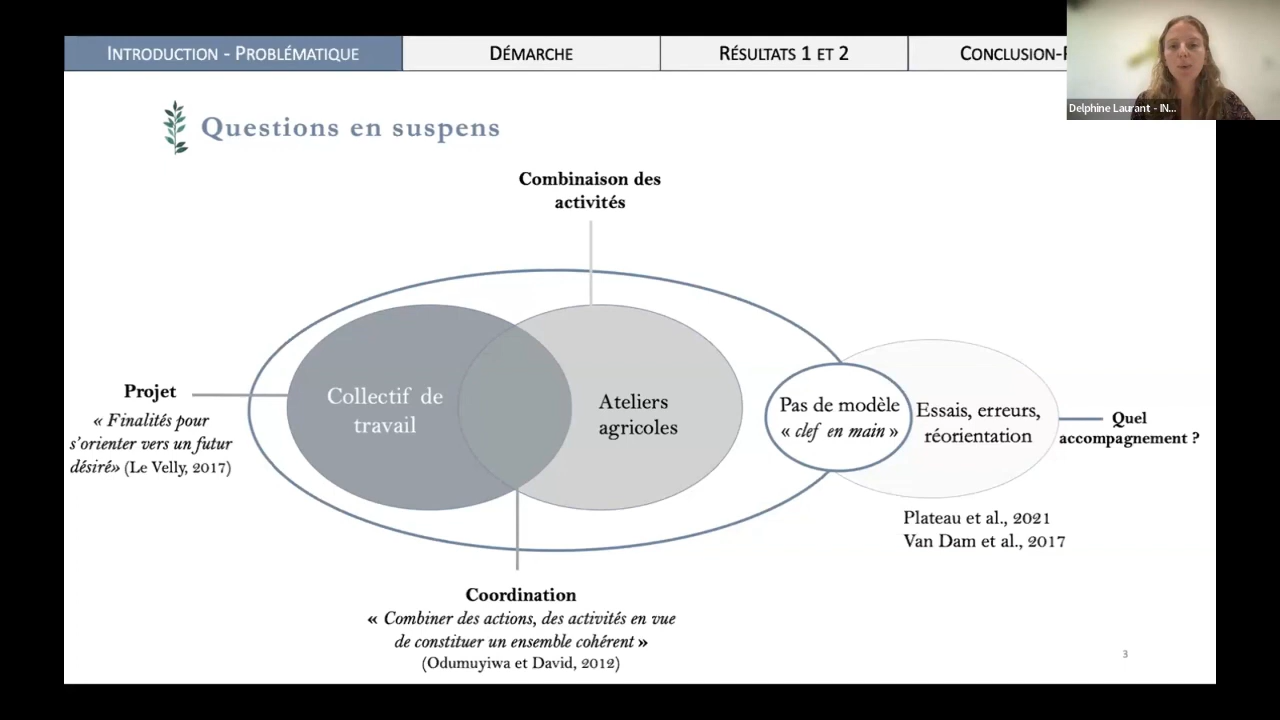 INTRODUCTION - PROBLÉMATIQUE
DÉMARCHE
RÉSULTATS 1 ET 2
CONCLUSION-
Delphine Laurant - IN...
Questions en suspens
Combinaison des
activités
Projet
« Finalités pour
s'orienter vers un futur
désiré» (Le Velly, 2017)
Collectif de
travail
Ateliers
agricoles
Pas de modèle
« clef en main »
Essais, erreurs,
réorientation
Quel
accompagnement ?
Plateau et al., 2021
Van Dam et al., 2017
Coordination
« Combiner des actions, des activités en vue
de constituer un ensemble cohérent »
(Odumuyiwa et David, 2012)
3